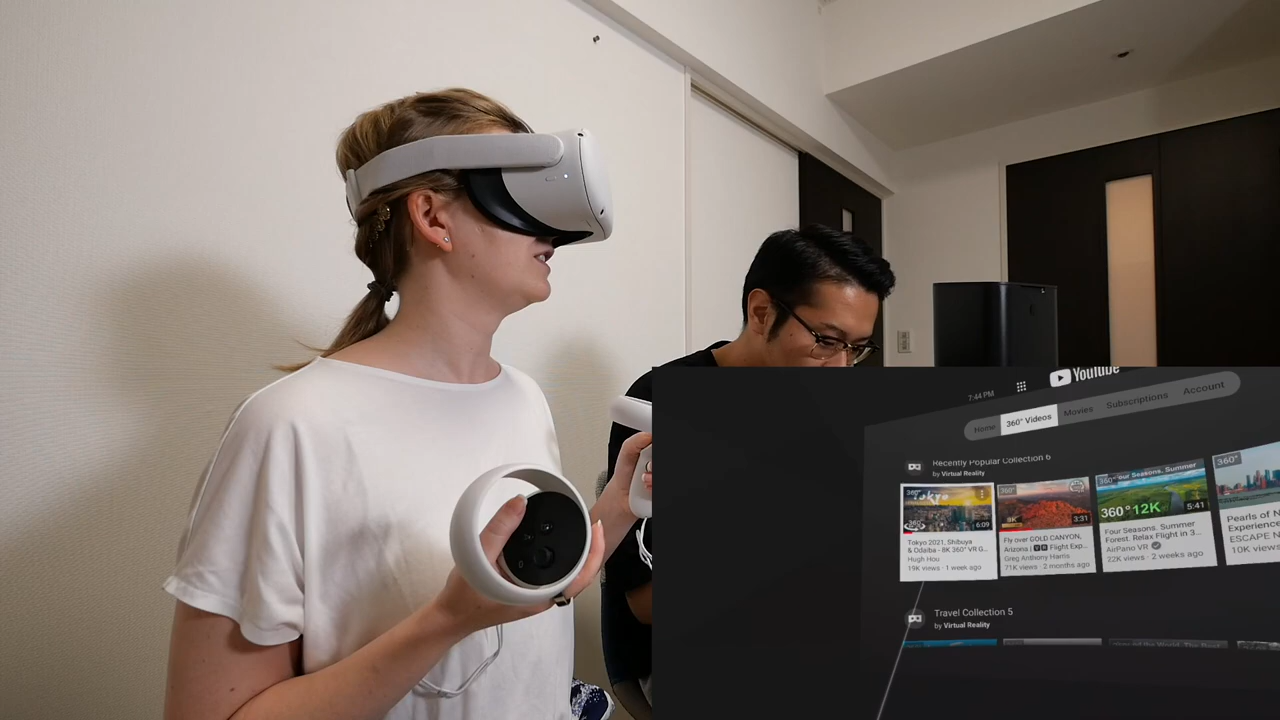 7:44 PM
YouTube
Home
360° Videos
Movies
Subscriptions
Account
Recently Popular Collection 6
by Virtual Reality
360°
Tokyo
360
6:09
Tokyo 2021, Shibuya
& Odaiba - 8K 360° VR G...
Hugh Hou
19K views · 1 week ago
360°
8K
3:31
Fly over GOLD CANYON,
Arizona | VR Flight Exp...
Greg Anthony Harris
71K views · 2 months ago
360° our Seasons. Summer
360°12K
5:41
Four Seasons. Summer
Forest. Relax Flight in 3...
AirPano VR
22K views · 2 weeks ago
360°
Pearls of N
Experience
ESCAPE N
10K views
Travel Collection 5
by Virtual Reality